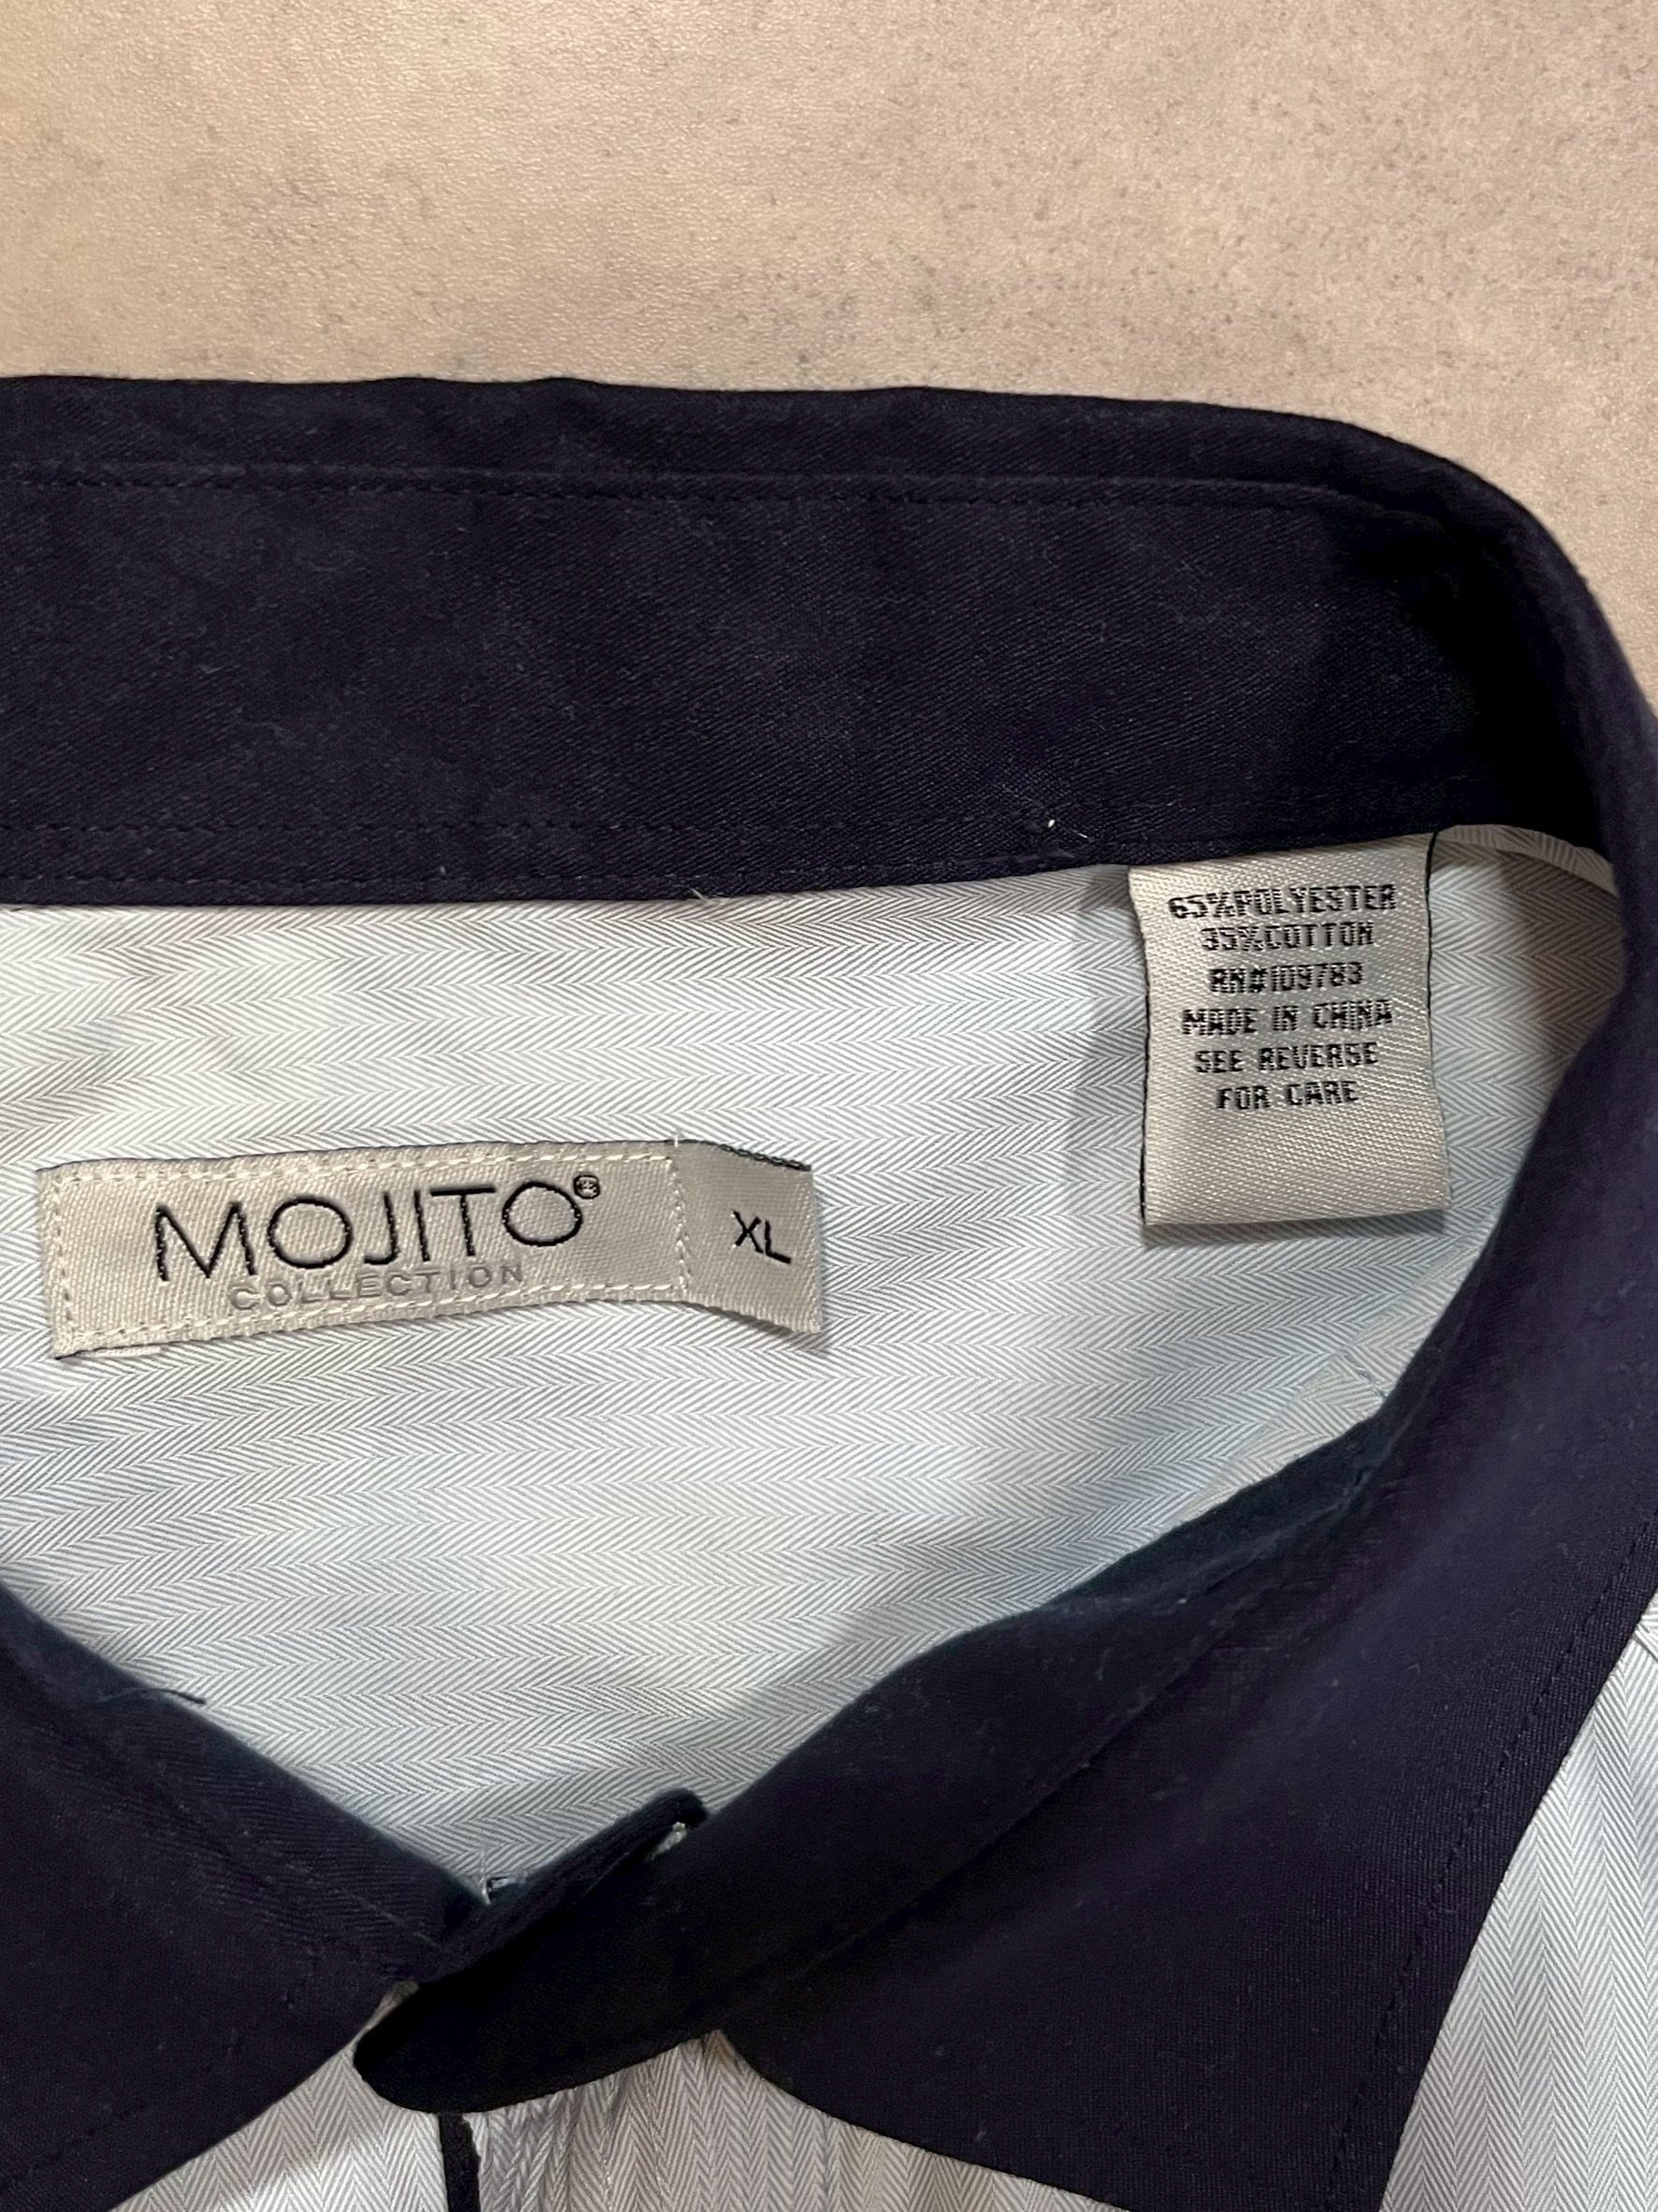 65%POLYESTER
35%COTTON
RN#109783
MADE IN CHINA
SEE REVERSE
FOR CARE
MOJITO®
COLLECTION
XL